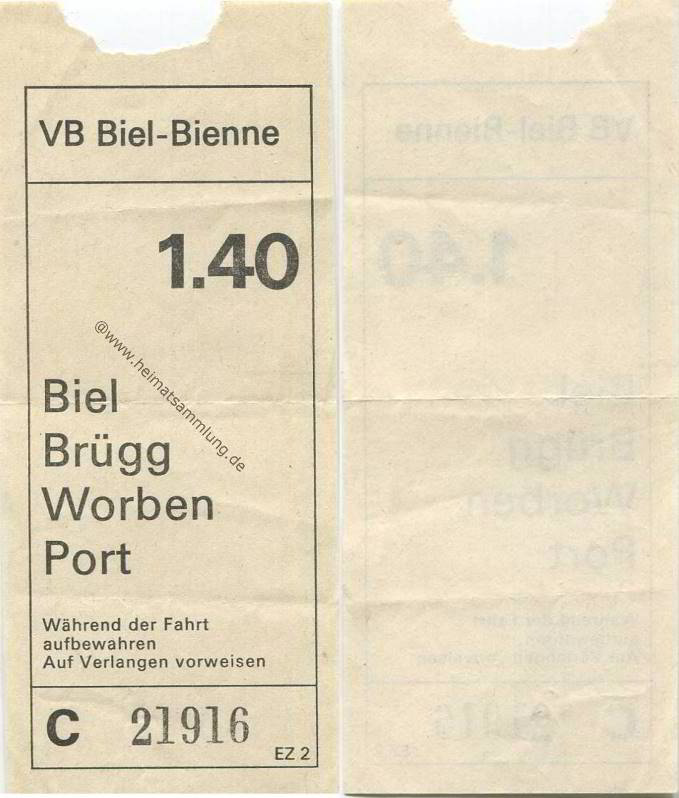 VB Biel-Bienne
1.40
@www.heimatsammlung.de
Biel
Brügg
Worben
Port
Während der Fahrt
aufbewahren
Auf Verlangen vorweisen
C 21916
EZ 2